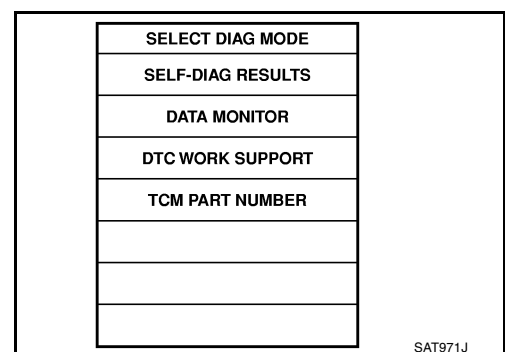 SELECT DIAG MODE
SELF-DIAG RESULTS
DATA MONITOR
DTC WORK SUPPORT
TCM PART NUMBER
SAT971J